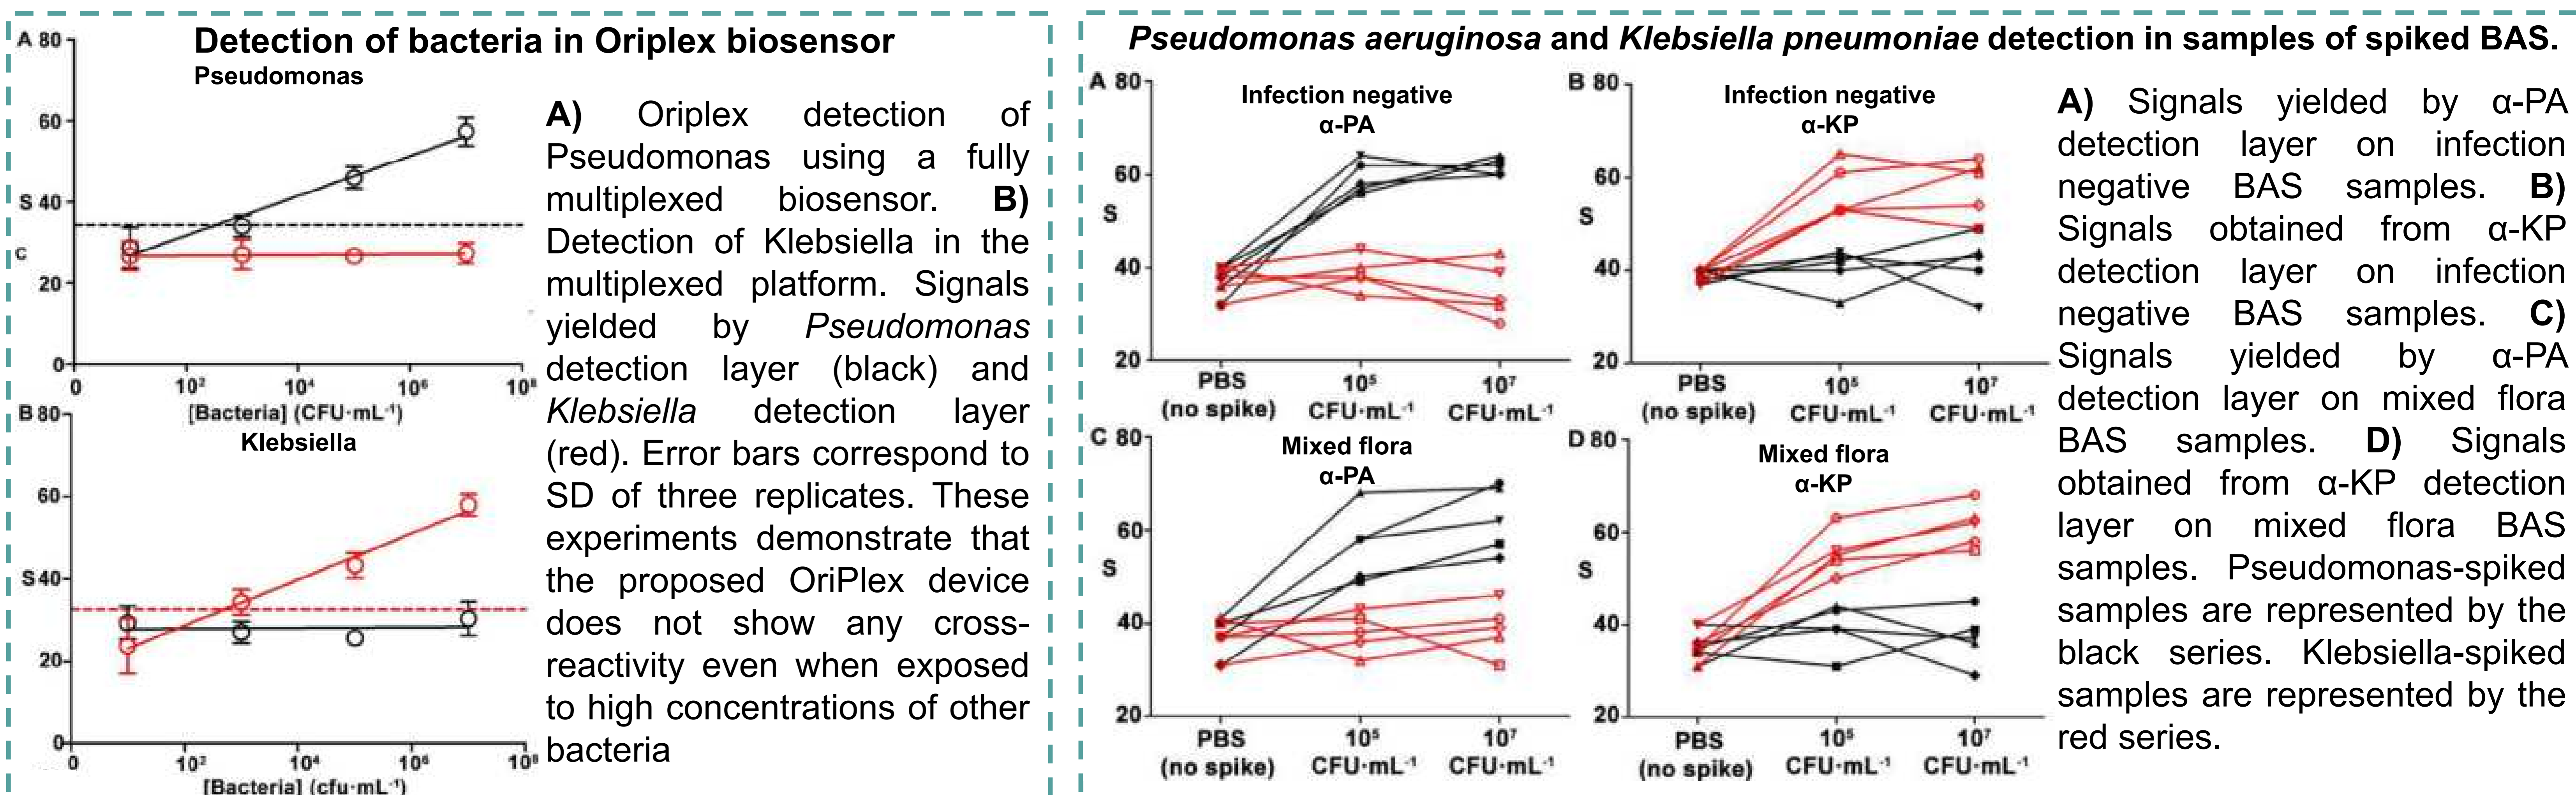 Detection of bacteria in Oriplex biosensor
Pseudomonas
A 80
60
S 40
C
20
0
0 10² 10⁴ 10⁶ 10⁸
[Bacteria] (CFU·mL⁻¹)
B 80
Klebsiella
60
S40
20
0
0 10² 10⁴ 10⁶ 10⁸
[Bacteria] (cfu·mL⁻¹)
A) Oriplex detection of
Pseudomonas using a fully
multiplexed biosensor. B)
Detection of Klebsiella in the
multiplexed platform. Signals
yielded by Pseudomonas
detection layer (black) and
Klebsiella detection layer
(red). Error bars correspond to
SD of three replicates. These
experiments demonstrate that
the proposed OriPlex device
does not show any cross-
reactivity even when exposed
to high concentrations of other
bacteria
Pseudomonas aeruginosa and Klebsiella pneumoniae detection in samples of spiked BAS.
A 80
Infection negative
α-PA
60
S
40
20
PBS 10⁵ 10⁷
(no spike) CFU·mL⁻¹ CFU·mL⁻¹
B 80
Infection negative
α-KP
60
S
40
20
PBS 10⁵ 10⁷
(no spike) CFU·mL⁻¹ CFU·mL⁻¹
C 80
Mixed flora
α-PA
60
S
40
20
PBS 10⁵ 10⁷
(no spike) CFU·mL⁻¹ CFU·mL⁻¹
D 80
Mixed flora
α-KP
60
S
40
20
PBS 10⁵ 10⁷
(no spike) CFU·mL⁻¹ CFU·mL⁻¹
A) Signals yielded by α-PA
detection layer on infection
negative BAS samples. B)
Signals obtained from α-KP
detection layer on infection
negative BAS samples. C)
Signals yielded by α-PA
detection layer on mixed flora
BAS samples. D) Signals
obtained from α-KP detection
layer on mixed flora BAS
samples. Pseudomonas-spiked
samples are represented by the
black series. Klebsiella-spiked
samples are represented by the
red series.